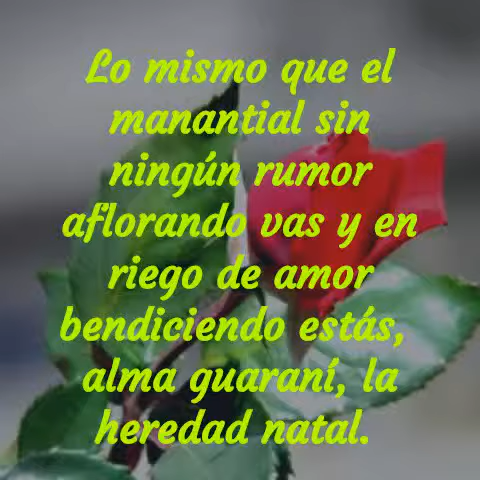 Lo mismo que el
manantial sin
ningún rumor
aflorando vas y en
riego de amor
bendiciendo estás,
alma guaraní, la
heredad natal.